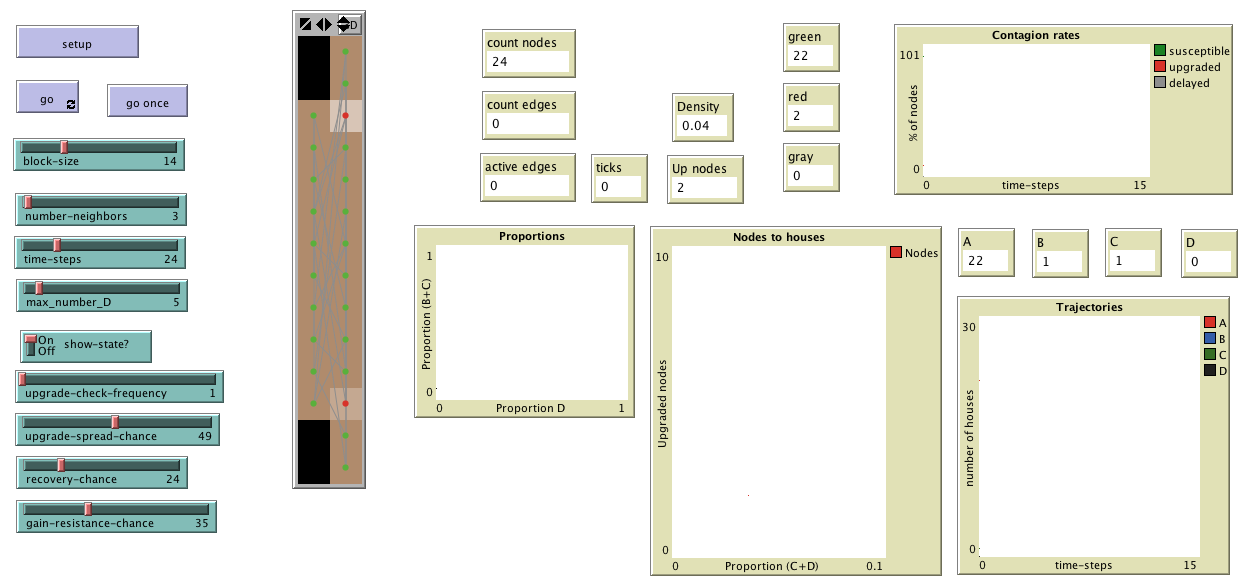 setup
go
go once
block-size 14
number-neighbors 3
time-steps 24
max_number_D 5
On
Off
show-state?
upgrade-check-frequency 1
upgrade-spread-chance 49
recovery-chance 24
gain-resistance-chance 35
3D
count nodes
24
count edges
0
active edges
0
ticks
0
Density
0.04
Up nodes
2
green
22
red
2
gray
0
Contagion rates
101
% of nodes
0
0 time-steps 15
susceptible
upgraded
delayed
Proportions
1
Proportion (B+C)
0
0 Proportion D 1
Nodes to houses
10
Upgraded nodes
0
0 Proportion (C+D) 0.1
Nodes
A
22
B
1
C
1
D
0
Trajectories
30
number of houses
0
0 time-steps 15
A
B
C
D